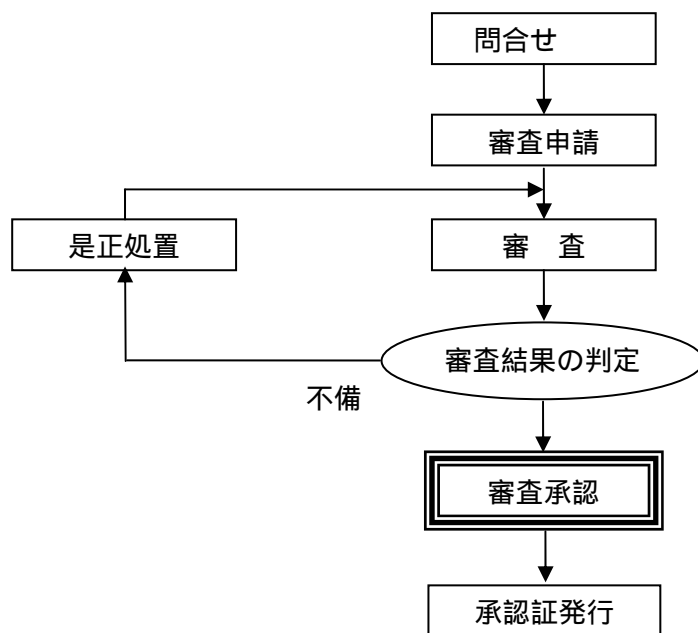 問合せ
審査申請
是正処置
審　査
審査結果の判定
不備
審査承認
承認証発行